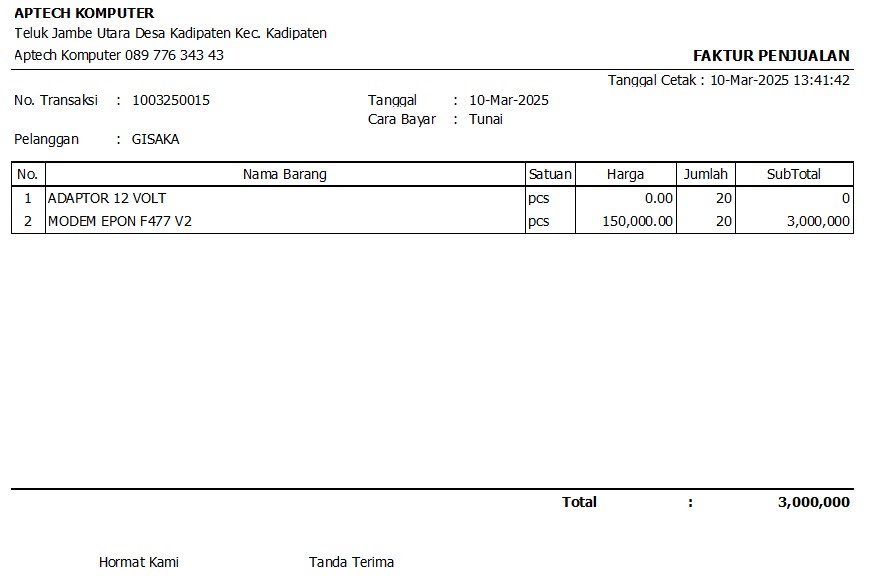 APTECH KOMPUTER
Teluk Jambe Utara Desa Kadipaten Kec. Kadipaten
Aptech Komputer 089 776 343 43
FAKTUR PENJUALAN
Tanggal Cetak : 10-Mar-2025 13:41:42
No. Transaksi : 1003250015 Tanggal : 10-Mar-2025
Cara Bayar : Tunai
Pelanggan : GISAKA
No. Nama Barang Satuan Harga Jumlah SubTotal
1 ADAPTOR 12 VOLT pcs 0.00 20 0
2 MODEM EPON F477 V2 pcs 150,000.00 20 3,000,000
Total : 3,000,000
Hormat Kami Tanda Terima